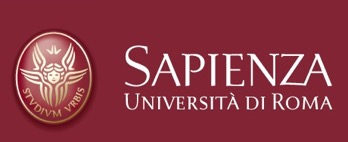 STVDIVM VRBIS
SAPIENZA
UNIVERSITÀ DI ROMA